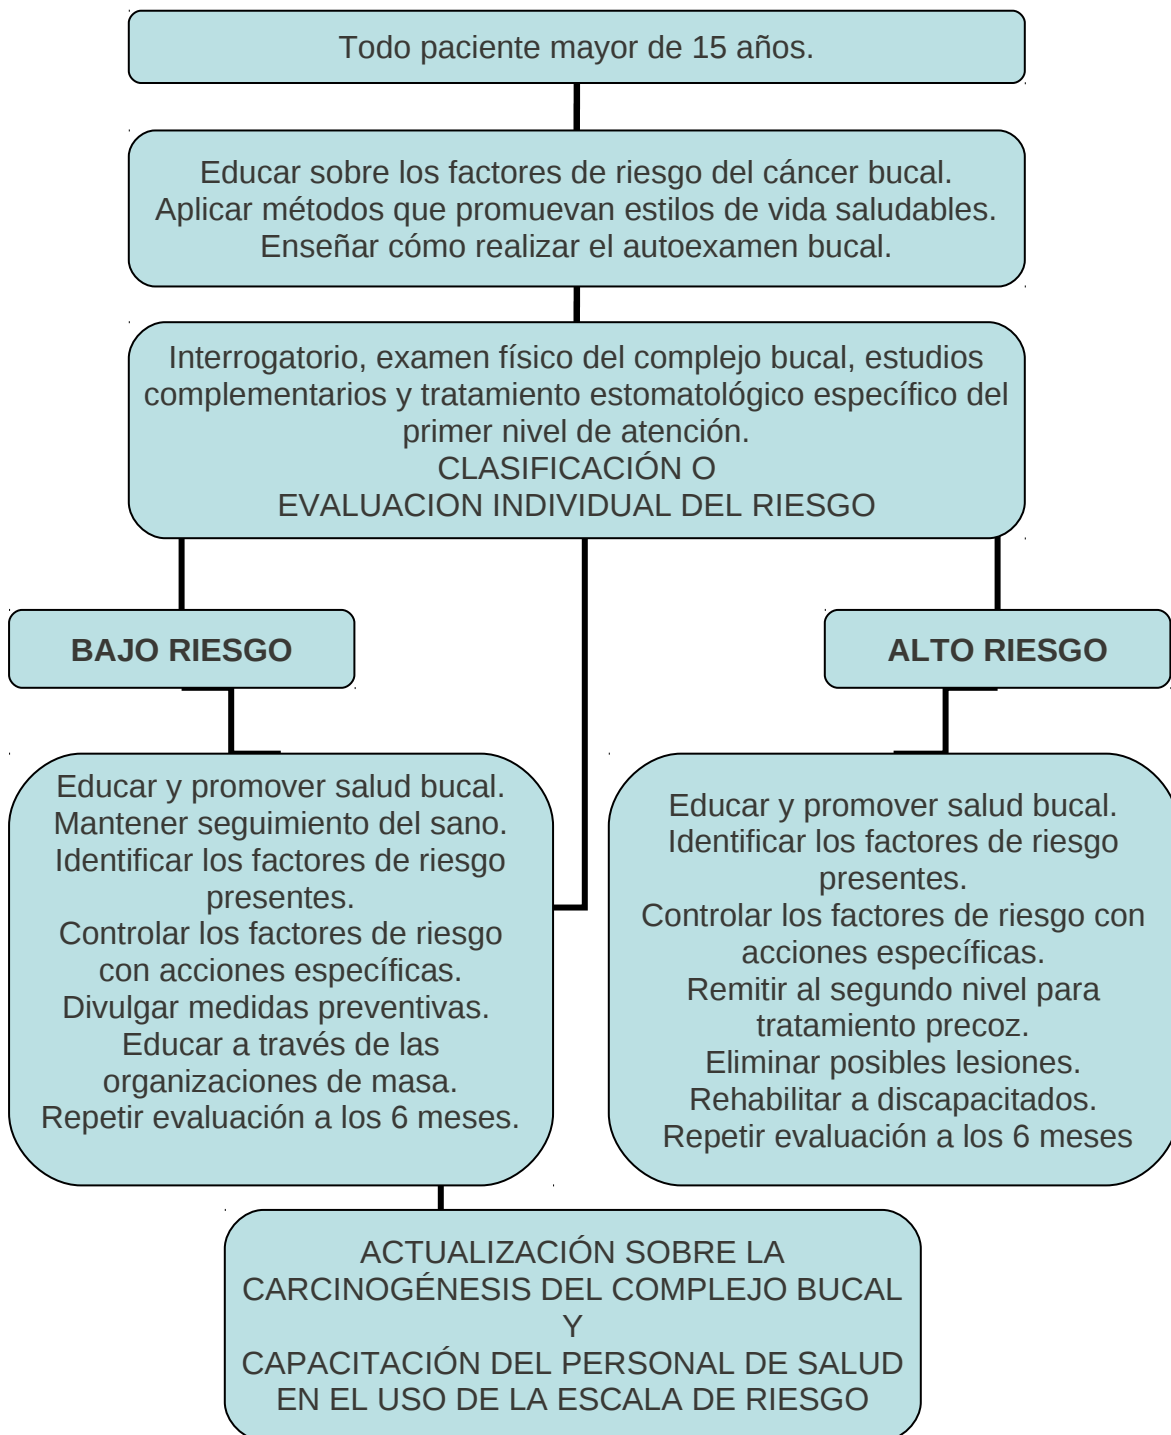 Todo paciente mayor de 15 años.
Educar sobre los factores de riesgo del cáncer bucal.
Aplicar métodos que promuevan estilos de vida saludables.
Enseñar cómo realizar el autoexamen bucal.
Interrogatorio, examen físico del complejo bucal, estudios
complementarios y tratamiento estomatológico específico del
primer nivel de atención.
CLASIFICACIÓN O
EVALUACION INDIVIDUAL DEL RIESGO
BAJO RIESGO
ALTO RIESGO
Educar y promover salud bucal.
Mantener seguimiento del sano.
Identificar los factores de riesgo
presentes.
Controlar los factores de riesgo
con acciones específicas.
Divulgar medidas preventivas.
Educar a través de las
organizaciones de masa.
Repetir evaluación a los 6 meses.
Educar y promover salud bucal.
Identificar los factores de riesgo
presentes.
Controlar los factores de riesgo con
acciones específicas.
Remitir al segundo nivel para
tratamiento precoz.
Eliminar posibles lesiones.
Rehabilitar a discapacitados.
Repetir evaluación a los 6 meses
ACTUALIZACIÓN SOBRE LA
CARCINOGÉNESIS DEL COMPLEJO BUCAL
Y
CAPACITACIÓN DEL PERSONAL DE SALUD
EN EL USO DE LA ESCALA DE RIESGO